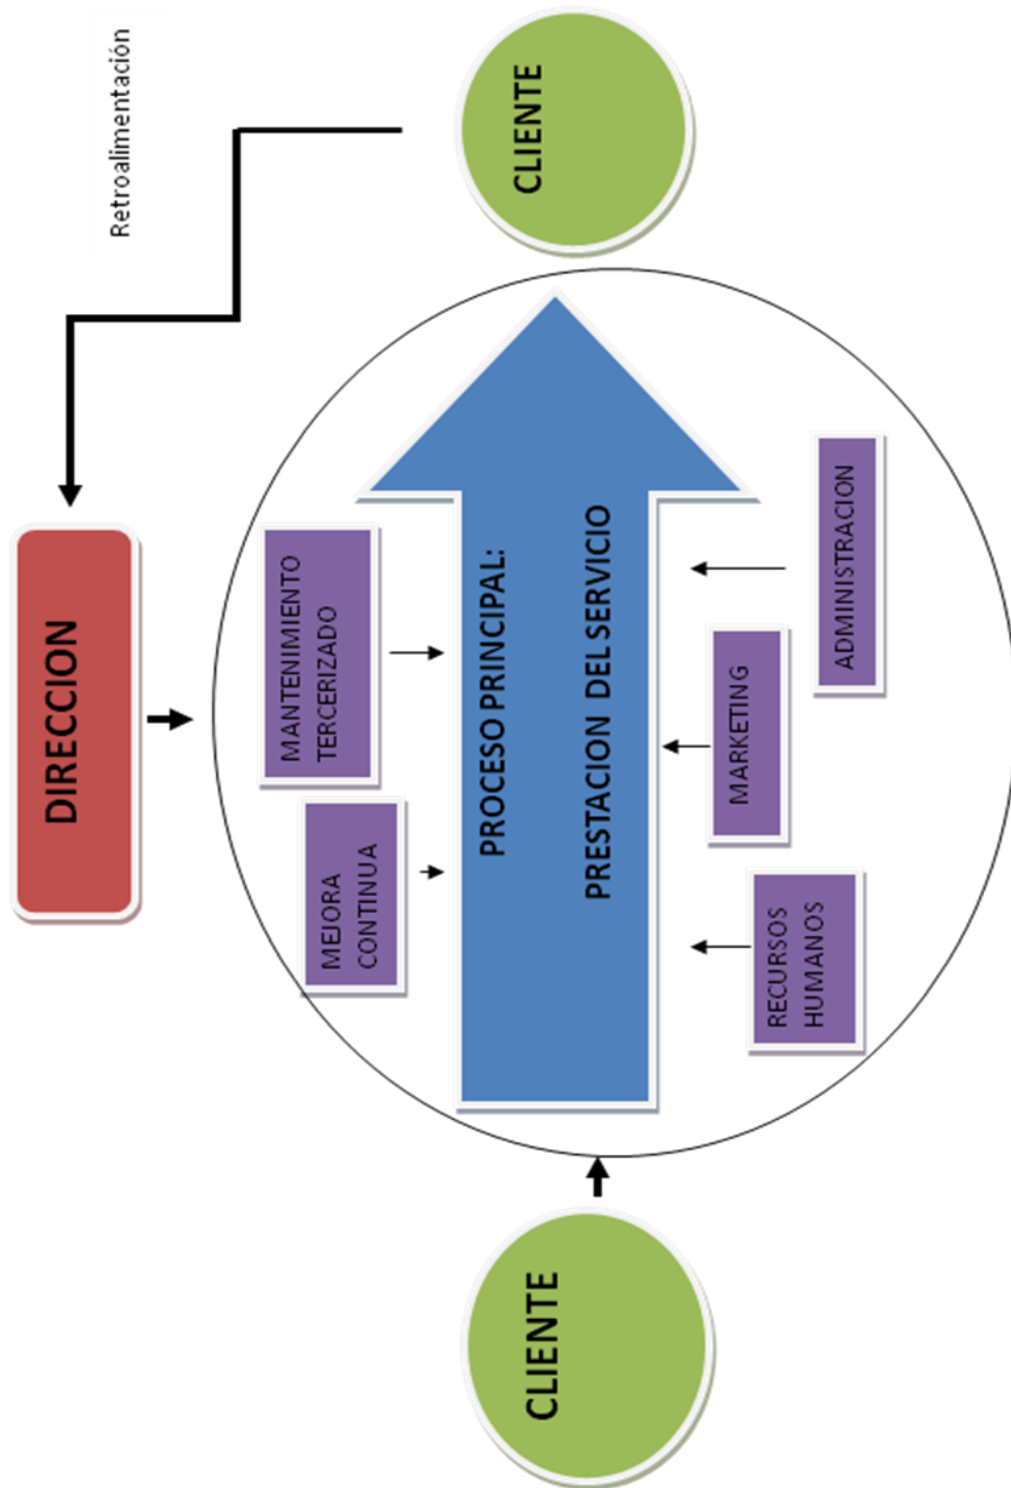 Retroalimentación
DIRECCION
CLIENTE
MEJORA
CONTINUA
MANTENIMIENTO
TERCERIZADO
PROCESO PRINCIPAL:
PRESTACION DEL SERVICIO
RECURSOS
HUMANOS
MARKETING
ADMINISTRACION
CLIENTE